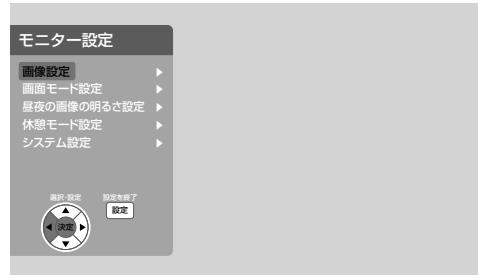 モニター設定
画像設定
画面モード設定
昼夜の画像の明るさ設定
休憩モード設定
システム設定
選択·設定 設定を終了
設定
決定